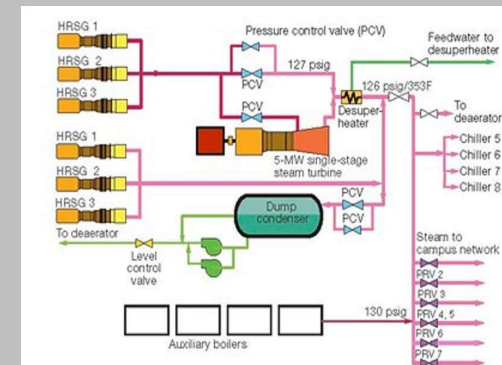 HRSG 1
HRSG 2
HRSG 3
Pressure control valve (PCV)
127 psig
PCV
PCV
Feedwater to
desuperheater
126 psig/353F
Desuper-
heater
To
deaerator
5-MW single-stage
steam turbine
Chiller 5
Chiller 6
Chiller 7
Chiller 8
HRSG 1
HRSG 2
HRSG 3
To deaerator
Level
control
valve
Dump
condenser
PCV
PCV
Steam to
campus network
PRV 2
PRV 3
PRV 4, 5
PRV 6
PRV 7
130 psig
Auxiliary boilers